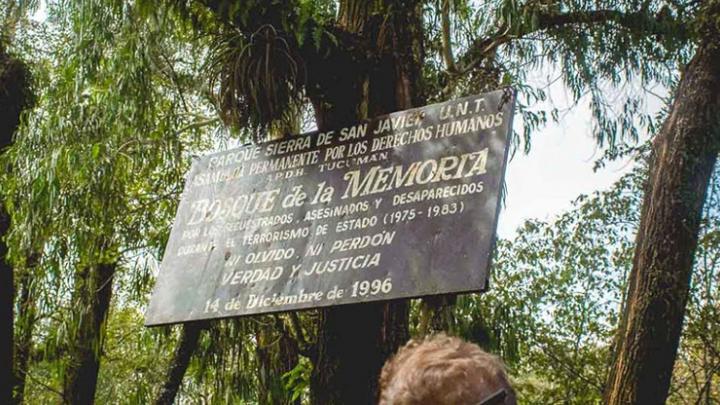 PARQUE SIERRA DE SAN JAVIER U.N.T
ASAMBLEA PERMANENTE POR LOS DERECHOS HUMANOS
A.P.D.H. TUCUMAN
BOSQUE de la MEMORIA
POR LOS SECUESTRADOS, ASESINADOS Y DESAPARECIDOS
DURANTE EL TERRORISMO DE ESTADO (1975-1983)
NI OLVIDO, NI PERDÓN
VERDAD Y JUSTICIA
14 de Diciembre de 1996